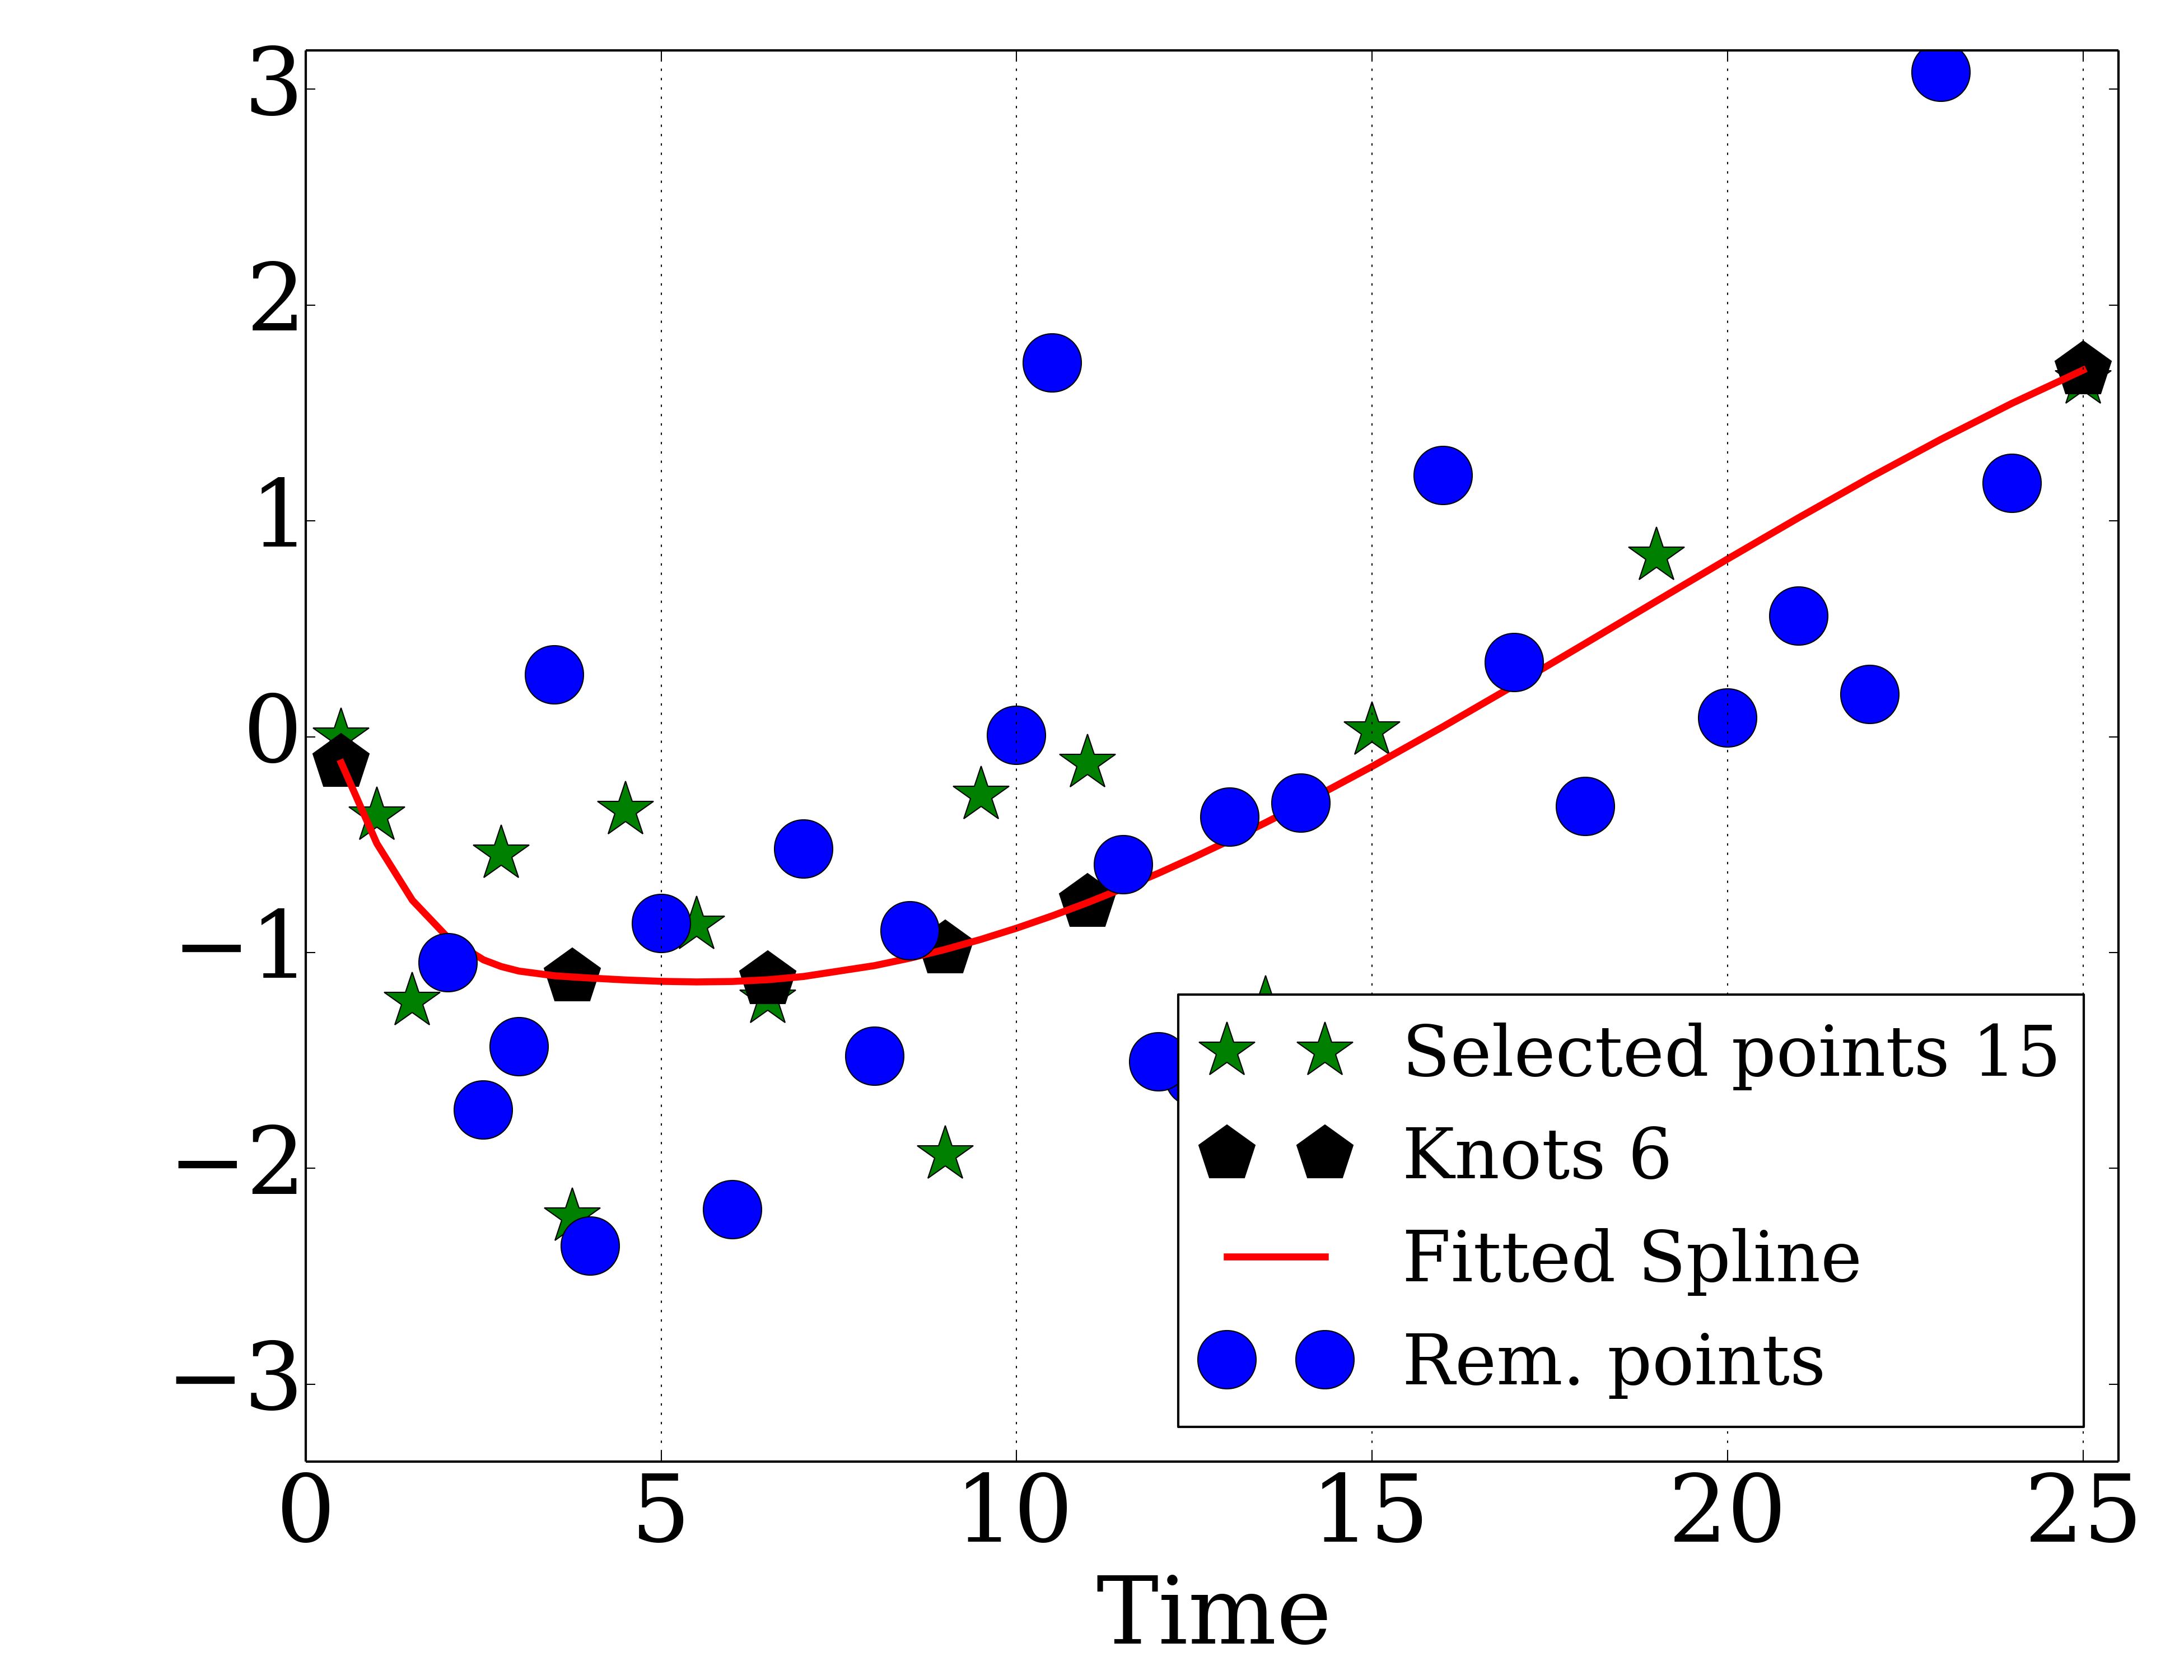 3
2
1
0
−1
−2
−3
0 5 10 15 20 25
Time
Selected points 15
Knots 6
Fitted Spline
Rem. points